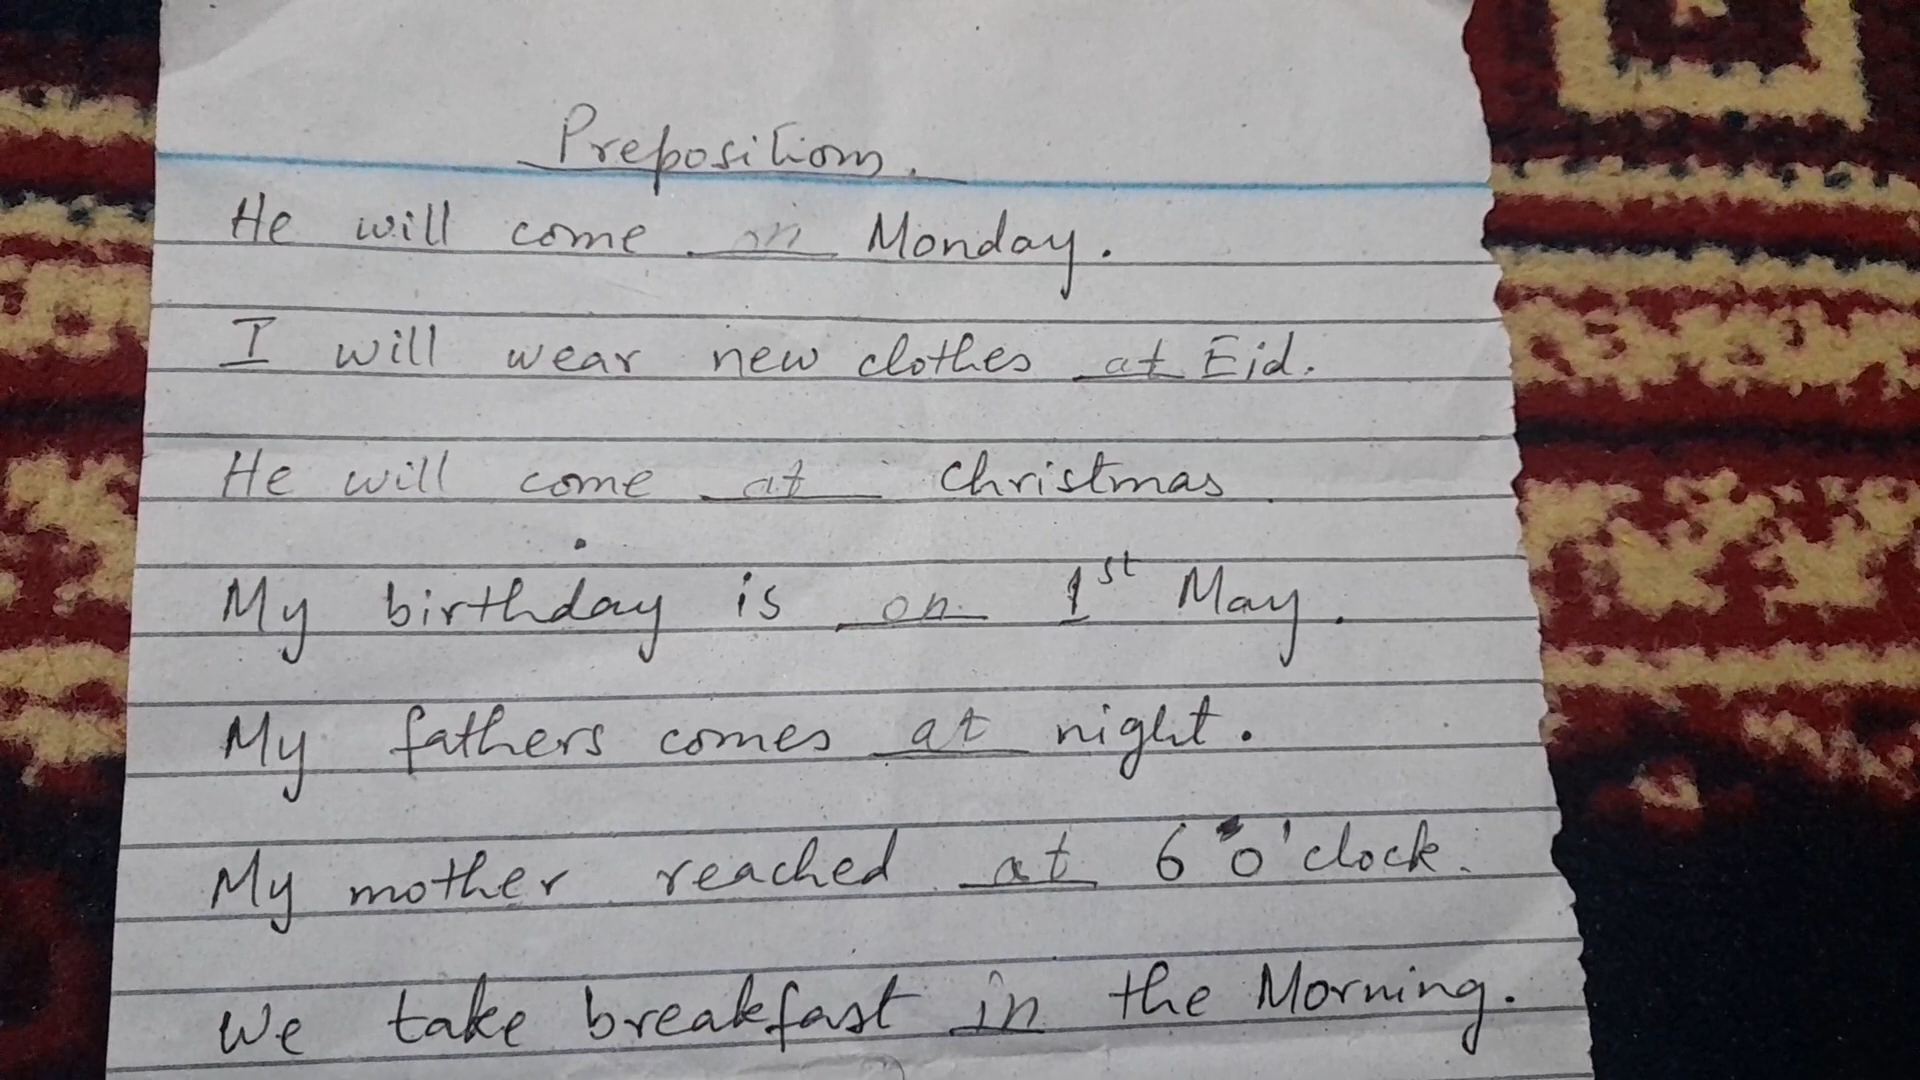 Prepositions.
He will come on Monday.
I will wear new clothes at Eid.
He will come at Christmas.
My birthday is on 1st May.
My fathers comes at night.
My mother reached at 6 o'clock.
We take breakfast in the Morning.